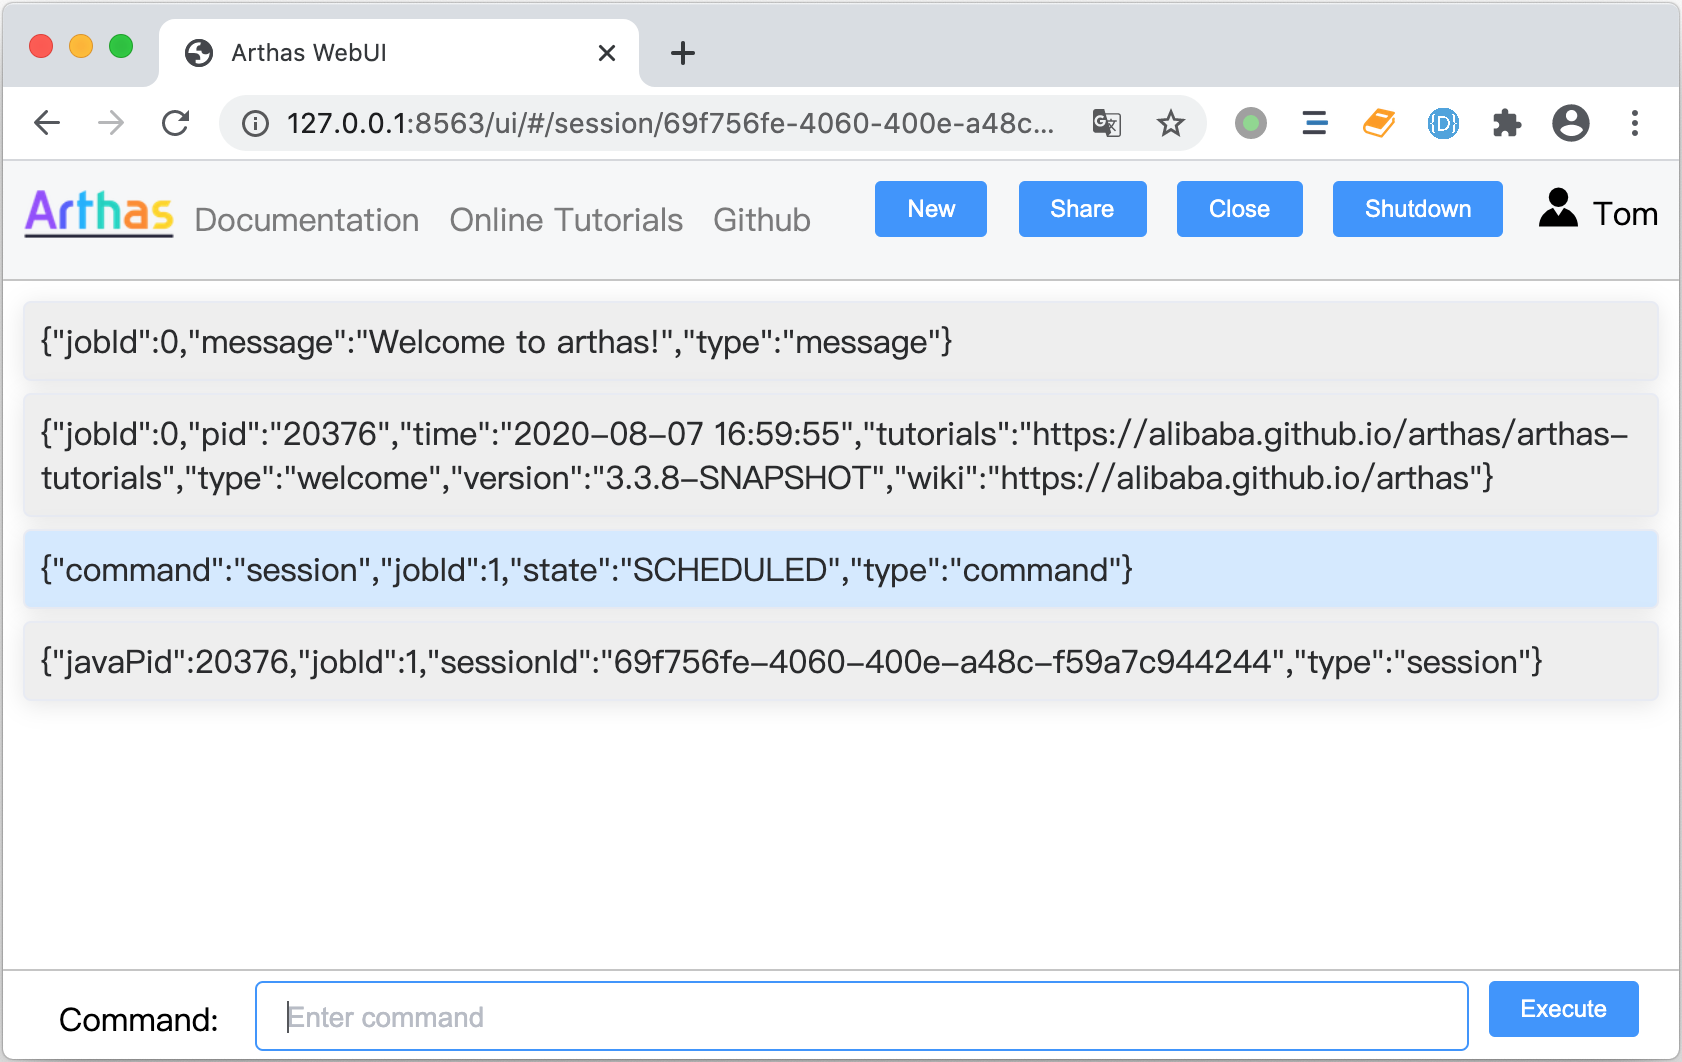 Arthas WebUI
127.0.0.1:8563/ui/#/session/69f756fe-4060-400e-a48c...
Arthas Documentation Online Tutorials Github New Share Close Shutdown Tom
{"jobId":0,"message":"Welcome to arthas!","type":"message"}
{"jobId":0,"pid":"20376","time":"2020-08-07 16:59:55","tutorials":"https://alibaba.github.io/arthas/arthas-
tutorials","type":"welcome","version":"3.3.8-SNAPSHOT","wiki":"https://alibaba.github.io/arthas"}
{"command":"session","jobId":1,"state":"SCHEDULED","type":"command"}
{"javaPid":20376,"jobId":1,"sessionId":"69f756fe-4060-400e-a48c-f59a7c944244","type":"session"}
Command: Enter command Execute